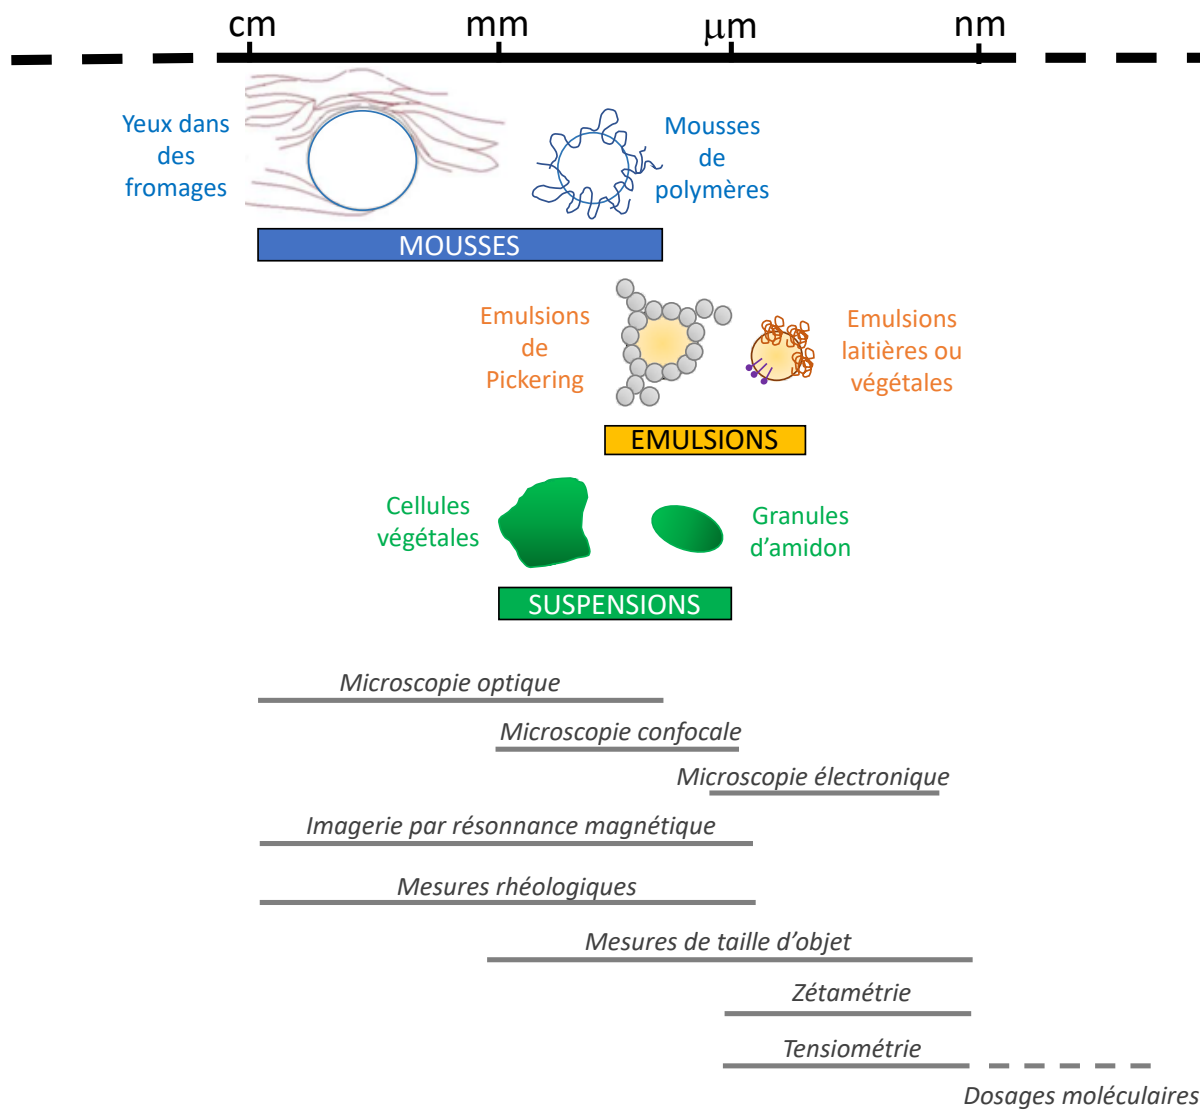 cm mm μm nm
Yeux dans
des
fromages
Mousses
de
polymères
MOUSSES
Emulsions
de
Pickering
Emulsions
laitières ou
végétales
EMULSIONS
Cellules
végétales
Granules
d’amidon
SUSPENSIONS
Microscopie optique
Microscopie confocale
Microscopie électronique
Imagerie par résonnance magnétique
Mesures rhéologiques
Mesures de taille d’objet
Zétamétrie
Tensiométrie
Dosages moléculaires